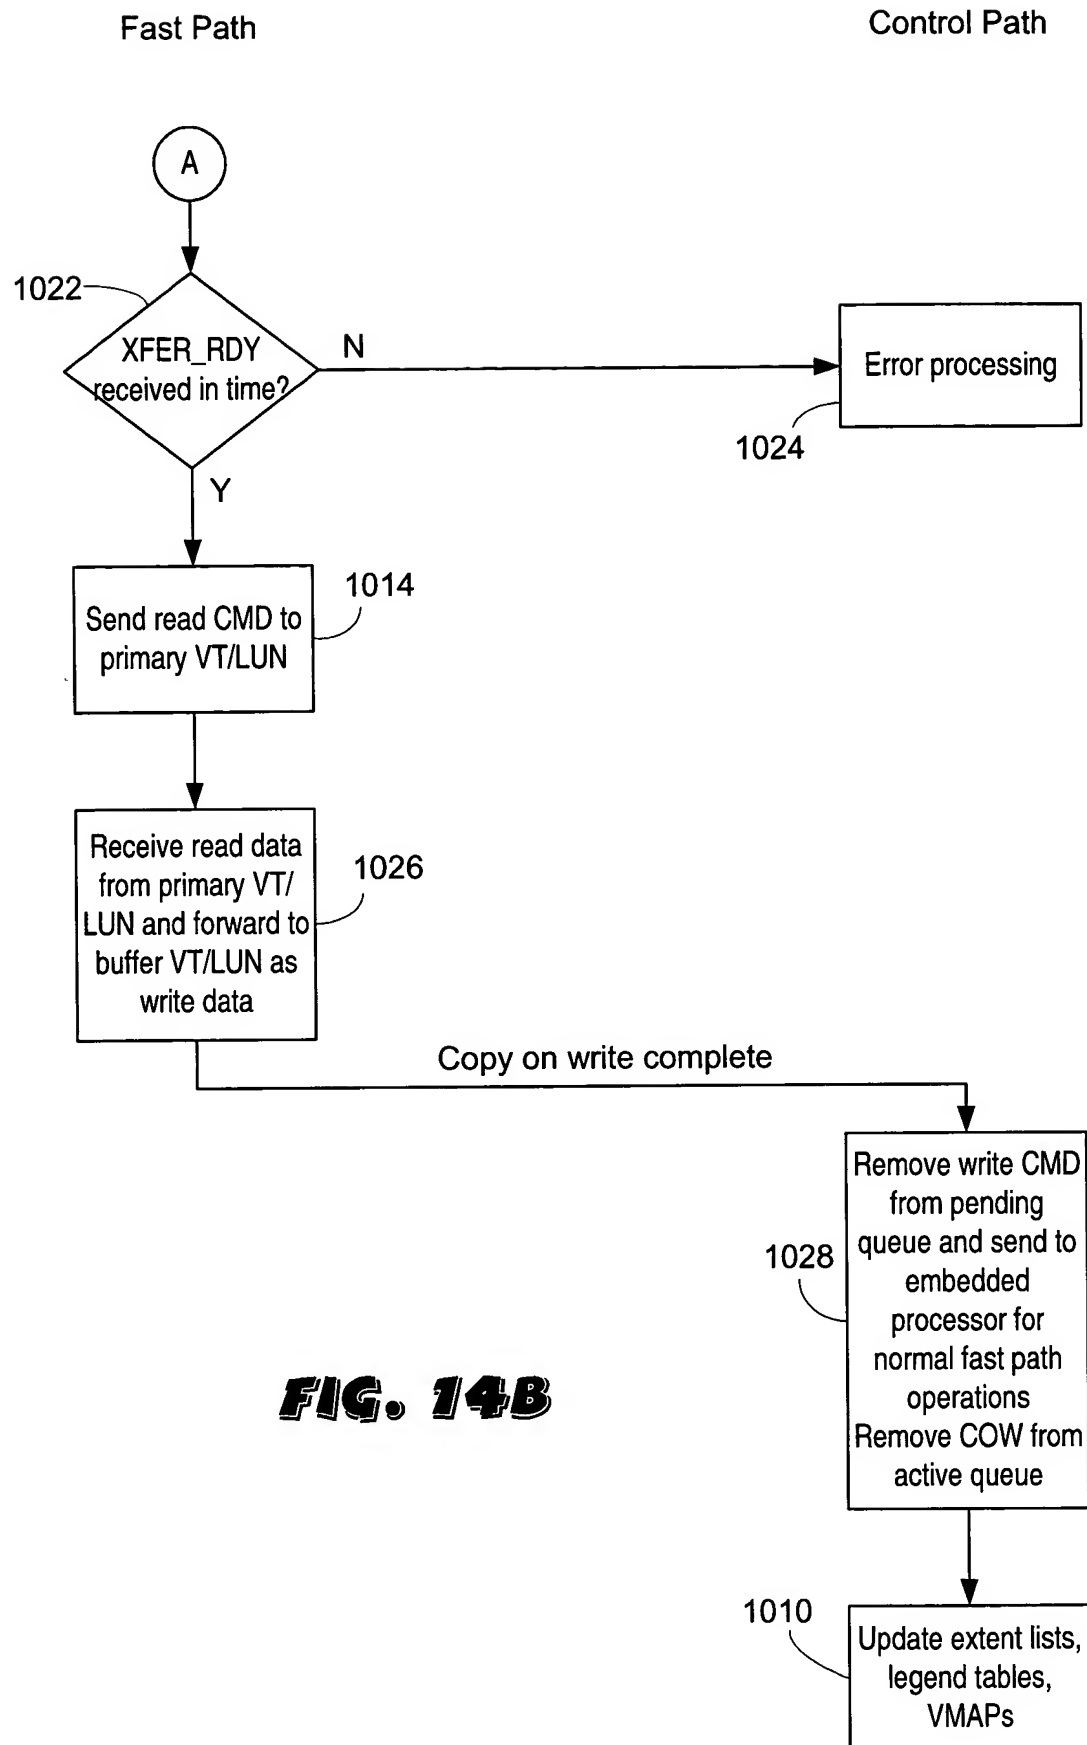 Fast Path
Control Path
A
1022
XFER_RDY
received in time?
N
Error processing
1024
Y
Send read CMD to
primary VT/LUN
1014
Receive read data
from primary VT/
LUN and forward to
buffer VT/LUN as
write data
1026
Copy on write complete
Remove write CMD
from pending
queue and send to
embedded
processor for
normal fast path
operations
Remove COW from
active queue
1028
FIG. 14B
1010
Update extent lists,
legend tables,
VMAPs